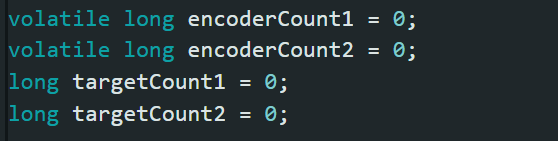 volatile long encoderCount1 = 0;
volatile long encoderCount2 = 0;
long targetCount1 = 0;
long targetCount2 = 0;